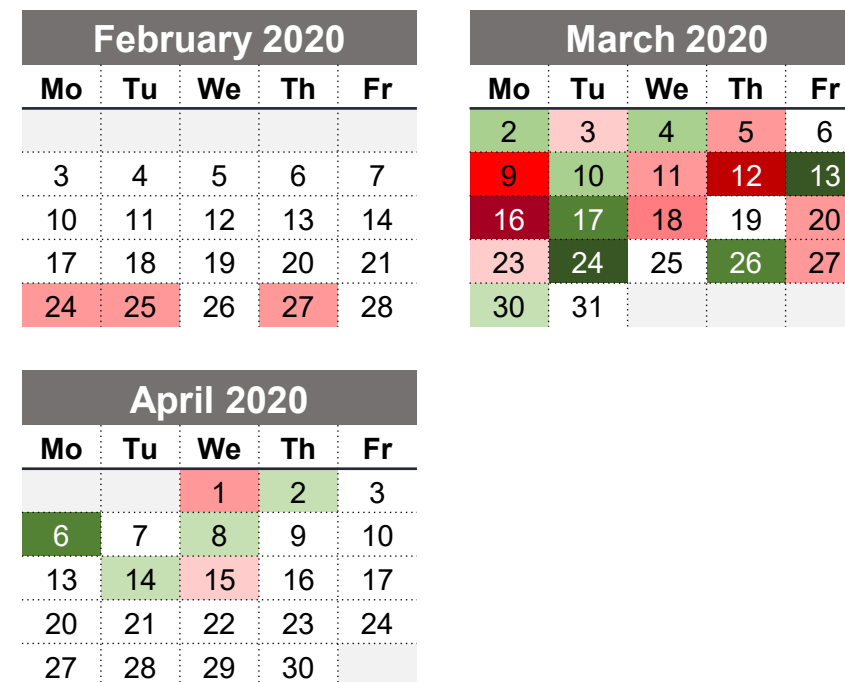 February 2020
Mo Tu We Th Fr
3 4 5 6 7
10 11 12 13 14
17 18 19 20 21
24 25 26 27 28
March 2020
Mo Tu We Th Fr
2 3 4 5 6
9 10 11 12 13
16 17 18 19 20
23 24 25 26 27
30 31
April 2020
Mo Tu We Th Fr
1 2 3
6 7 8 9 10
13 14 15 16 17
20 21 22 23 24
27 28 29 30